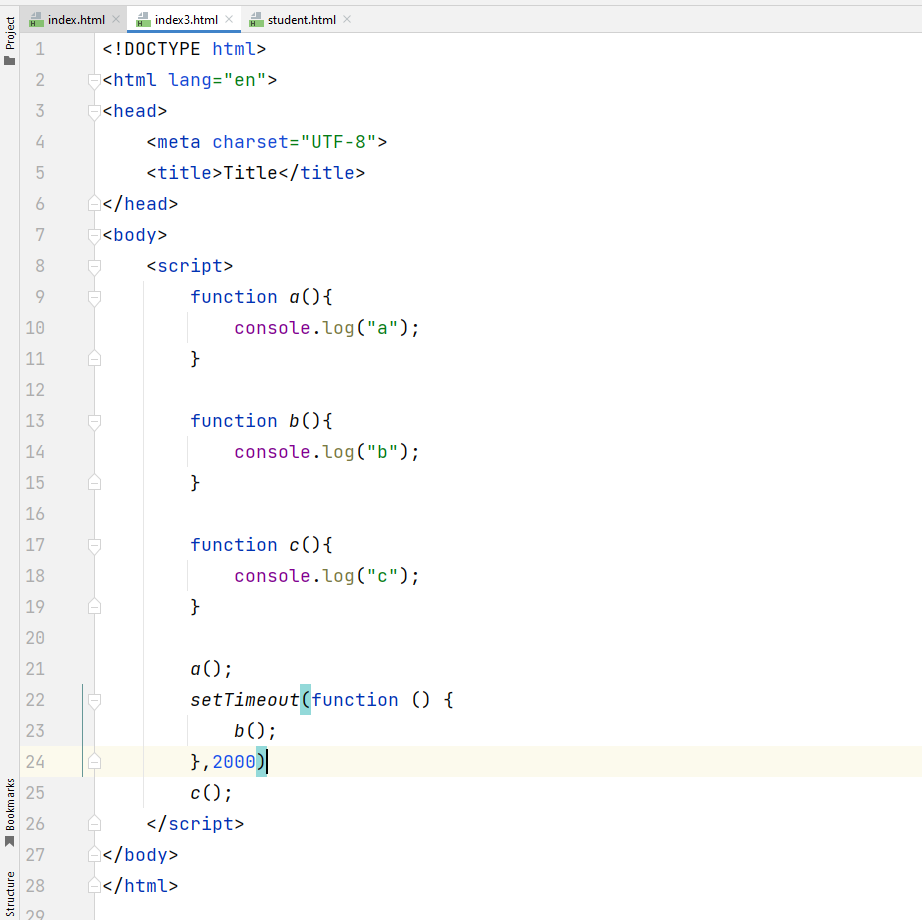 index.html index3.html student.html
Project
1 <!DOCTYPE html>
2 <html lang="en">
3 <head>
4     <meta charset="UTF-8">
5     <title>Title</title>
6 </head>
7 <body>
8     <script>
9         function a(){
10             console.log("a");
11         }
12
13         function b(){
14             console.log("b");
15         }
16
17         function c(){
18             console.log("c");
19         }
20
21         a();
22         setTimeout(function () {
23             b();
24         },2000)
25         c();
26     </script>
27 </body>
28 </html>
29
Bookmarks
Structure